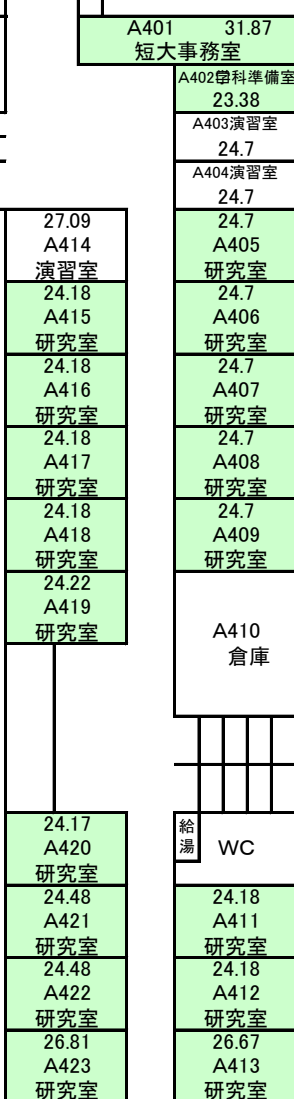 A401 31.87
短大事務室
A402学科準備室
23.38
A403演習室
24.7
A404演習室
24.7
24.7
A405
研究室
24.7
A406
研究室
24.7
A407
研究室
24.7
A408
研究室
24.7
A409
研究室
A410
倉庫
給湯
WC
24.18
A411
研究室
24.18
A412
研究室
26.67
A413
研究室
27.09
A414
演習室
24.18
A415
研究室
24.18
A416
研究室
24.18
A417
研究室
24.18
A418
研究室
24.22
A419
研究室
24.17
A420
研究室
24.48
A421
研究室
24.48
A422
研究室
26.81
A423
研究室